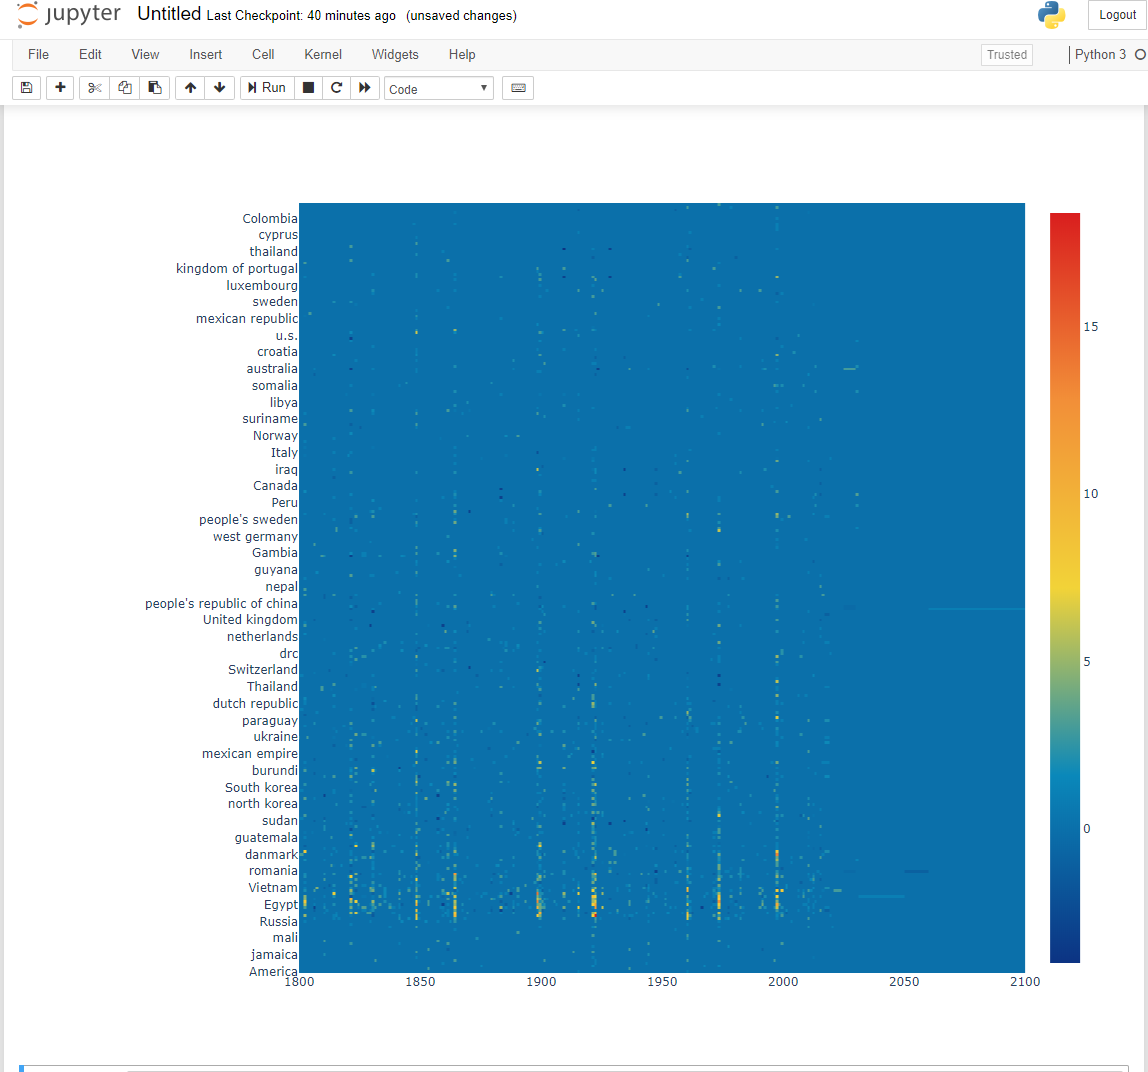 jupyter Untitled Last Checkpoint: 40 minutes ago (unsaved changes) Logout
File Edit View Insert Cell Kernel Widgets Help Trusted Python 3
Run Code
Colombia
cyprus
thailand
kingdom of portugal
luxembourg
sweden
mexican republic
u.s.
croatia
australia
somalia
libya
suriname
Norway
Italy
iraq
Canada
Peru
people's sweden
west germany
Gambia
guyana
nepal
people's republic of china
United kingdom
netherlands
drc
Switzerland
Thailand
dutch republic
paraguay
ukraine
mexican empire
burundi
South korea
north korea
sudan
guatemala
danmark
romania
Vietnam
Egypt
Russia
mali
jamaica
America
1800 1850 1900 1950 2000 2050 2100
15
10
5
0